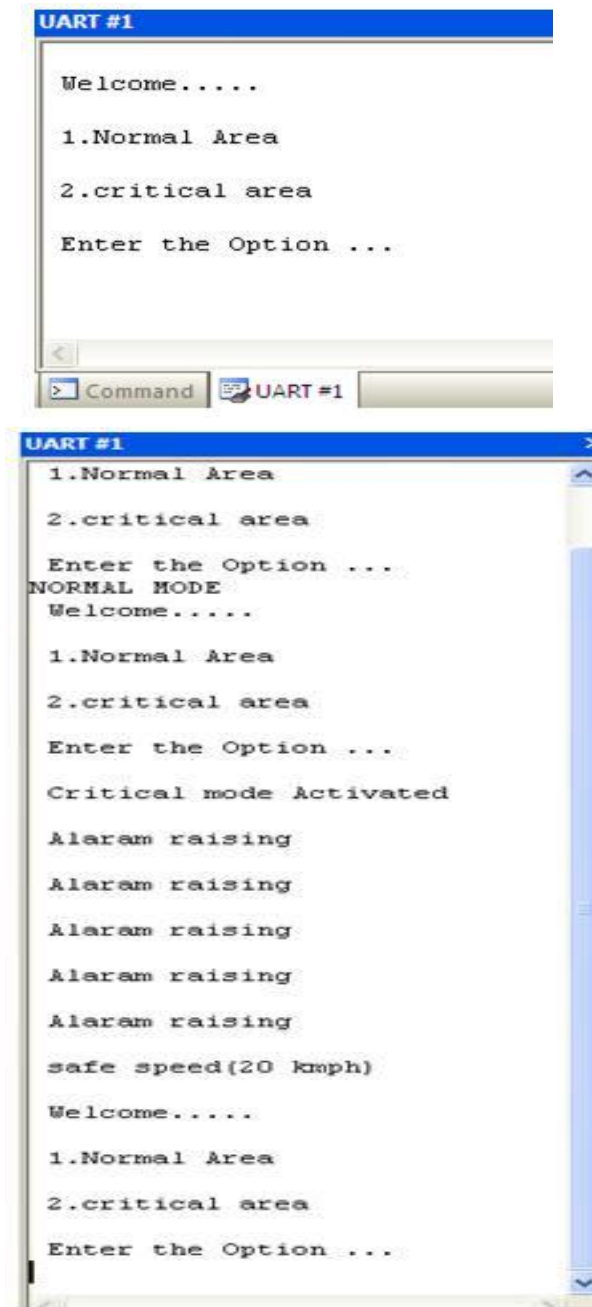 UART #1
Welcome.....
1.Normal Area
2.critical area
Enter the Option ...
Command UART #1
UART #1
1.Normal Area
2.critical area
Enter the Option ...
NORMAL MODE
Welcome.....
1.Normal Area
2.critical area
Enter the Option ...
Critical mode Activated
Alaram raising
Alaram raising
Alaram raising
Alaram raising
Alaram raising
safe speed(20 kmph)
Welcome.....
1.Normal Area
2.critical area
Enter the Option ...